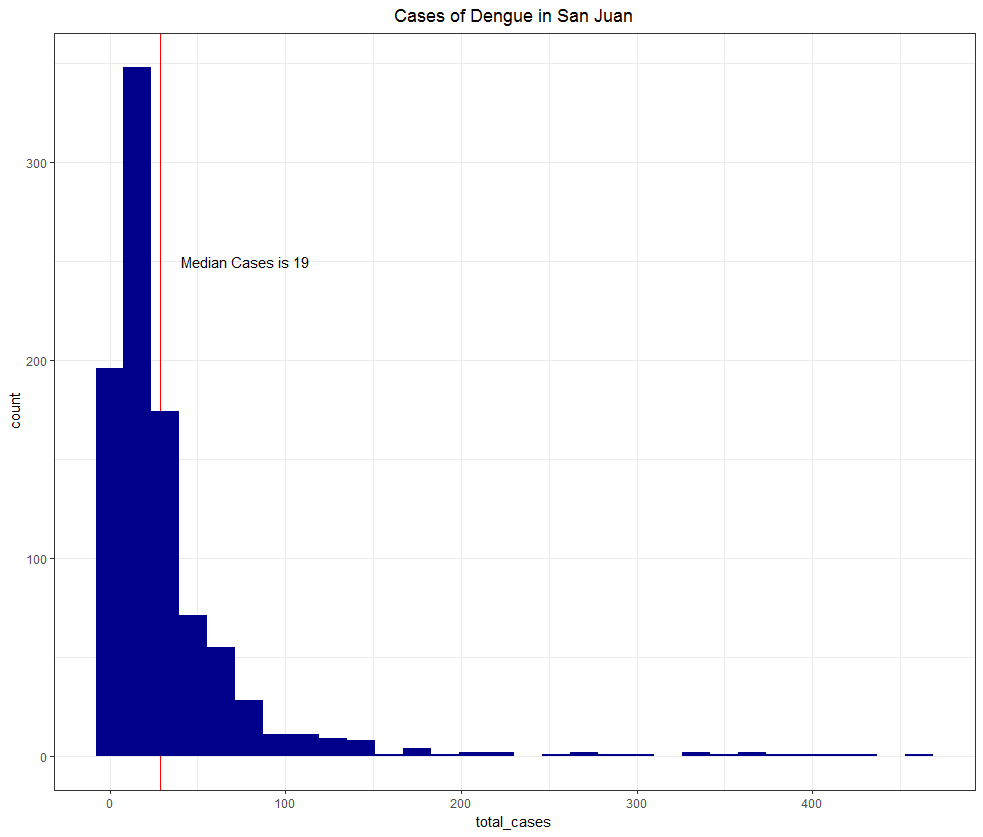 Cases of Dengue in San Juan
300
Median Cases is 19
200
count
100
0
0 100 200 300 400
total_cases